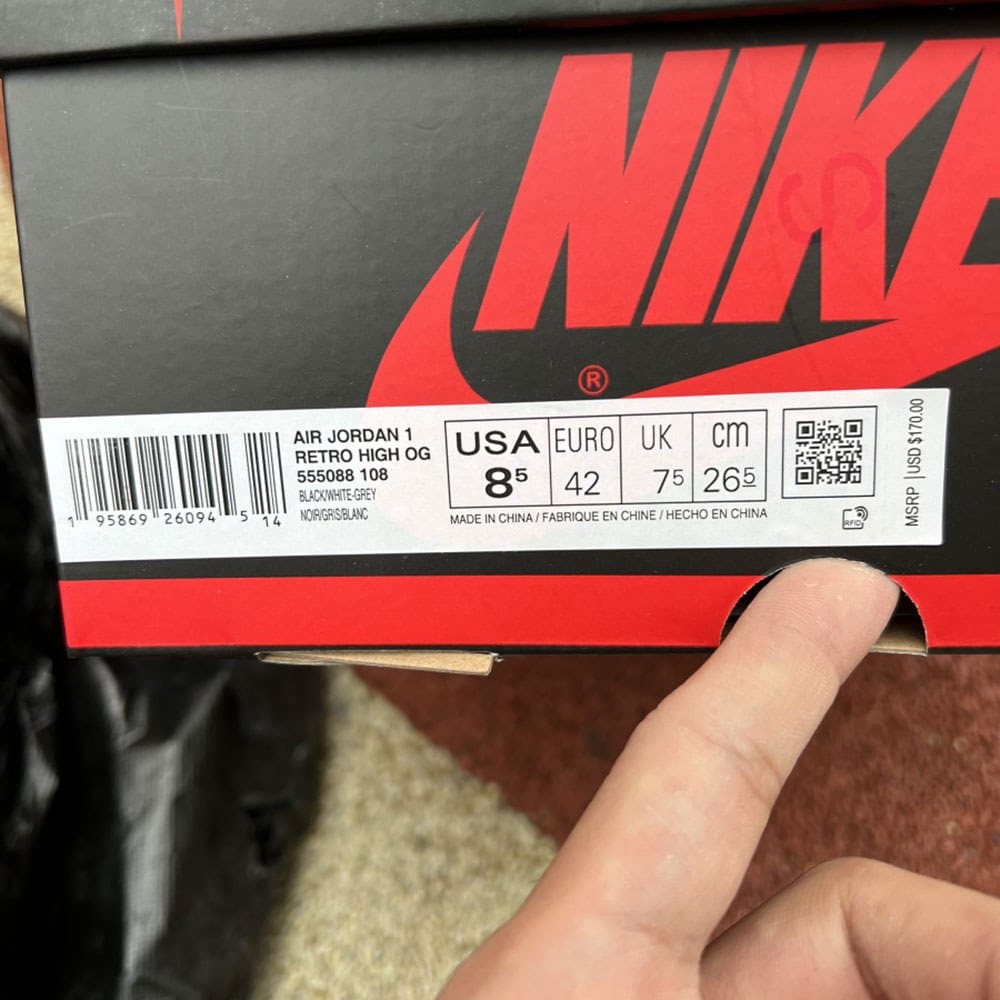 NIKE
®
AIR JORDAN 1
RETRO HIGH OG
555088 108
BLACK/WHITE-GREY
NOIR/GRIS/BLANC
1 95869 26094 5 14
USA EURO UK cm
8⁵ 42 7⁵ 26⁵
MADE IN CHINA / FABRIQUE EN CHINE / HECHO EN CHINA
RFID
MSRP | USD $170.00